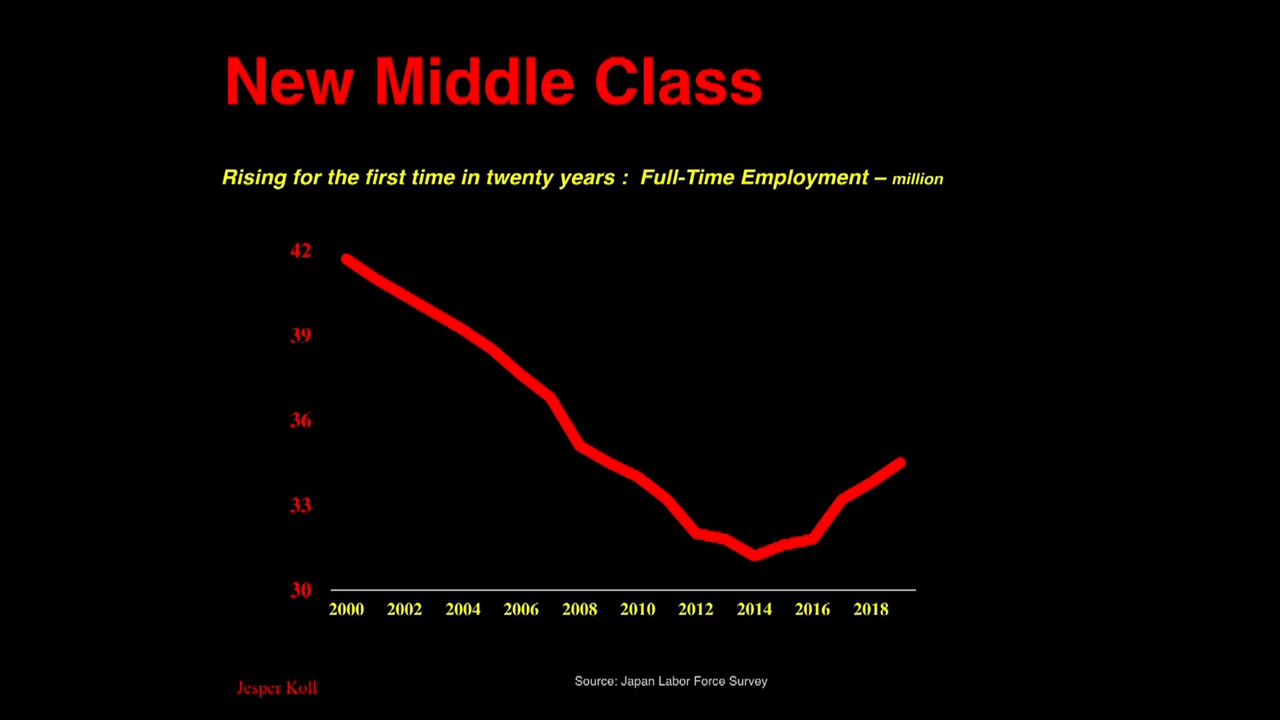 New Middle Class
Rising for the first time in twenty years : Full-Time Employment – million
42
39
36
33
30
2000 2002 2004 2006 2008 2010 2012 2014 2016 2018
Jesper Koll
Source: Japan Labor Force Survey